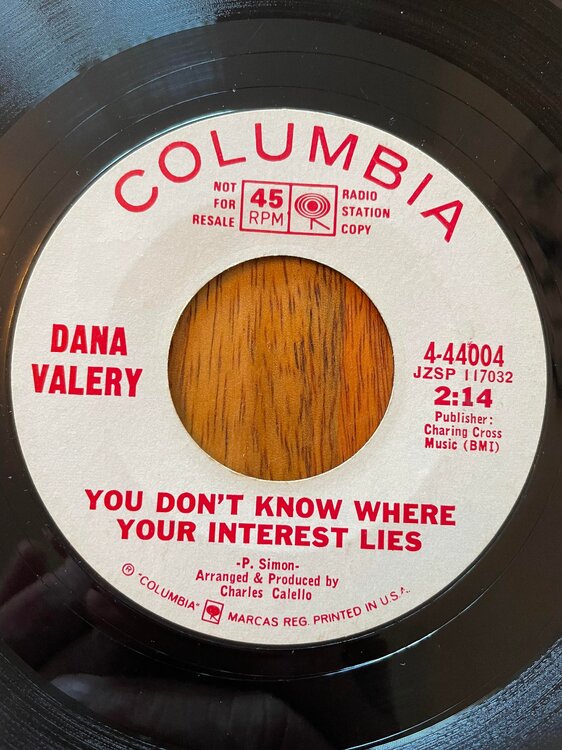 COLUMBIA
NOT
FOR
RESALE
45
RPM
RADIO
STATION
COPY
DANA
VALERY
4-44004
JZSP 117032
2:14
Publisher:
Charing Cross
Music (BMI)
YOU DON'T KNOW WHERE
YOUR INTEREST LIES
-P. Simon-
Arranged & Produced by
Charles Calello
® "COLUMBIA" MARCAS REG. PRINTED IN U.S.A.